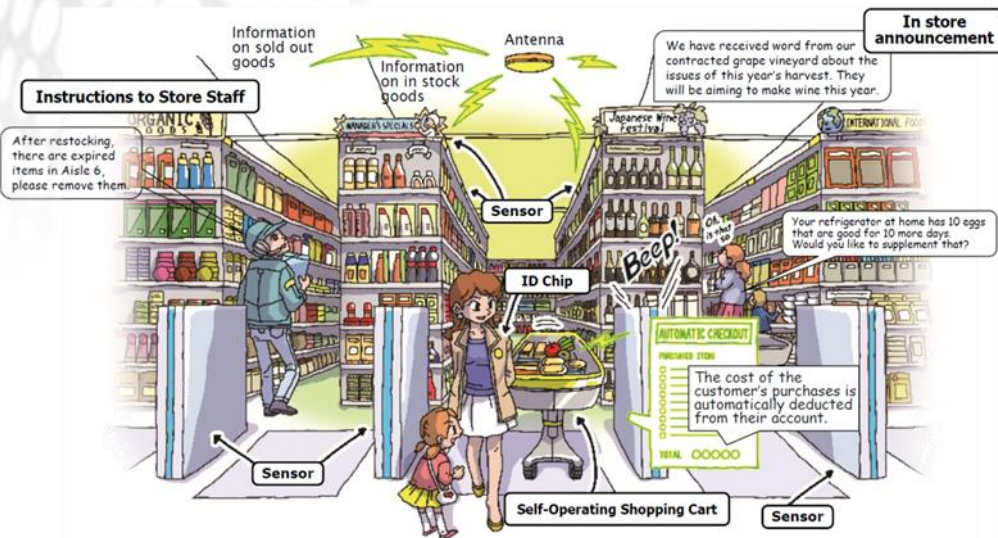 Information
on sold out
goods
Antenna
Information
on in stock
goods
In store
announcement
We have received word from our
contracted grape vineyard about the
issues of this year's harvest. They
will be aiming to make wine this year.
Instructions to Store Staff
After restocking,
there are expired
items in Aisle 6,
please remove them.
ORGANIC
FOODS
MANAGER'S SPECIALS
Japanese Wine
Festival
INTERNATIONAL FOODS
Sensor
Oh,
is that
so
Your refrigerator at home has 10 eggs
that are good for 10 more days.
Would you like to supplement that?
Beep!
ID Chip
AUTOMATIC CHECKOUT
PURCHASED ITEMS
The cost of the
customer's purchases is
automatically deducted
from their account.
TOTAL OOOOO
Sensor
Self-Operating Shopping Cart
Sensor